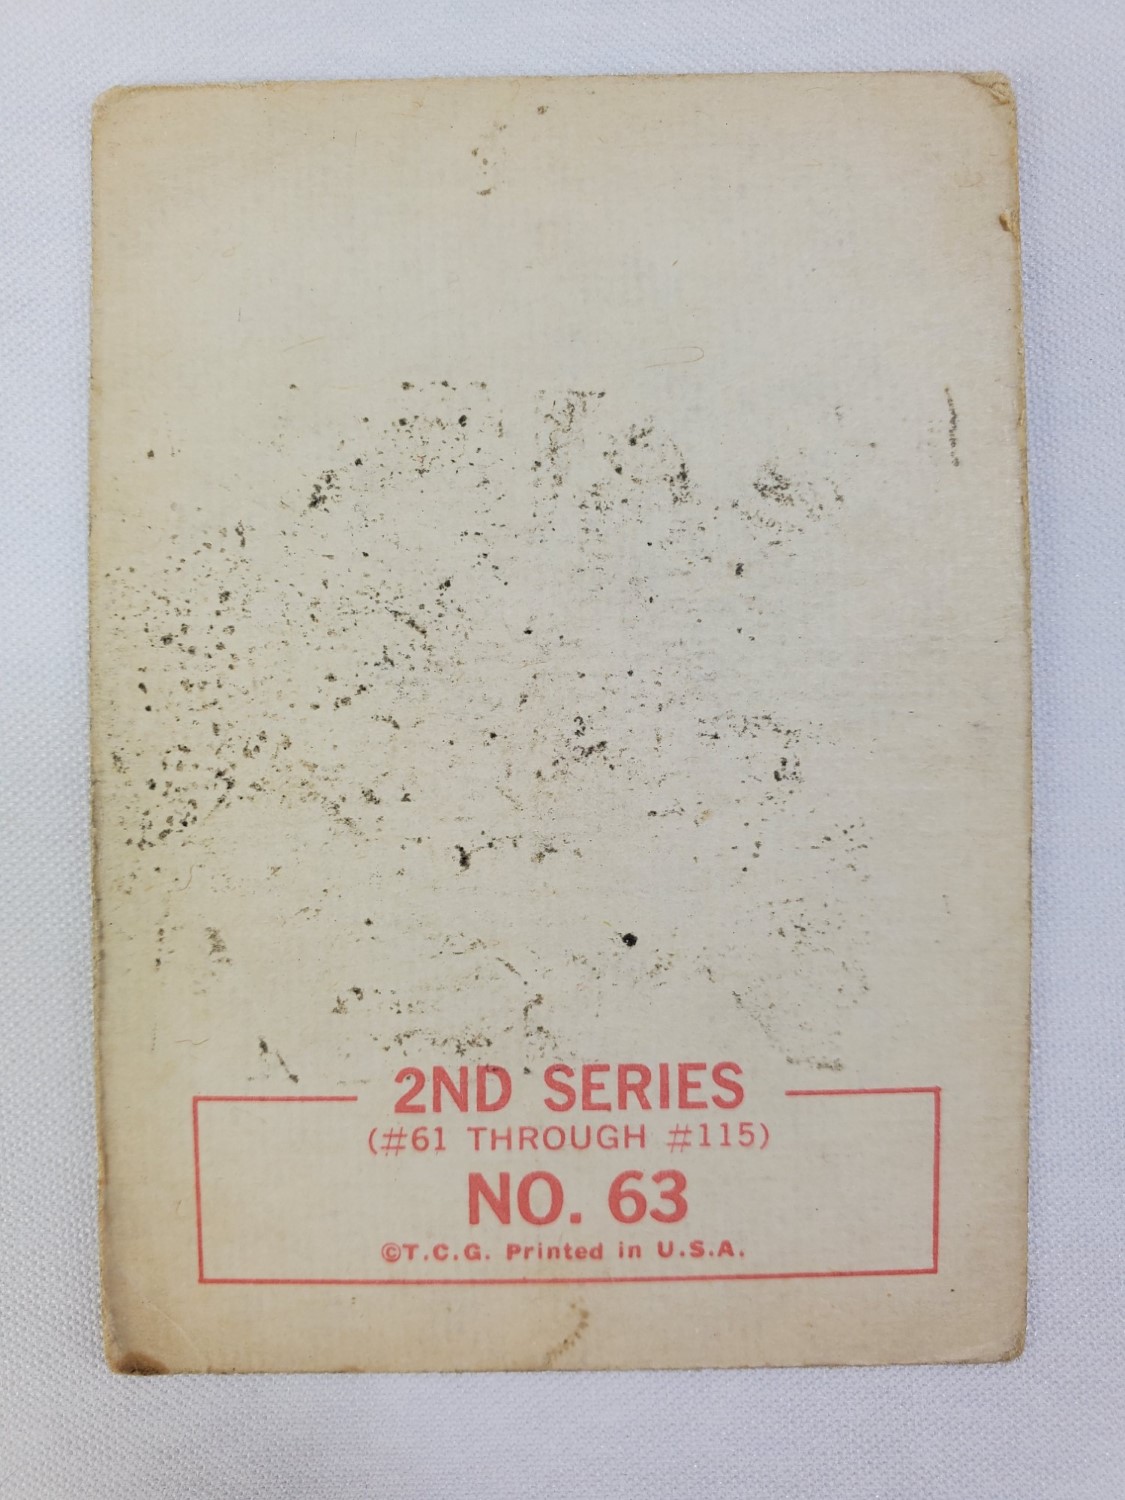 2ND SERIES
(#61 THROUGH #115)
NO. 63
©T.C.G. Printed in U.S.A.